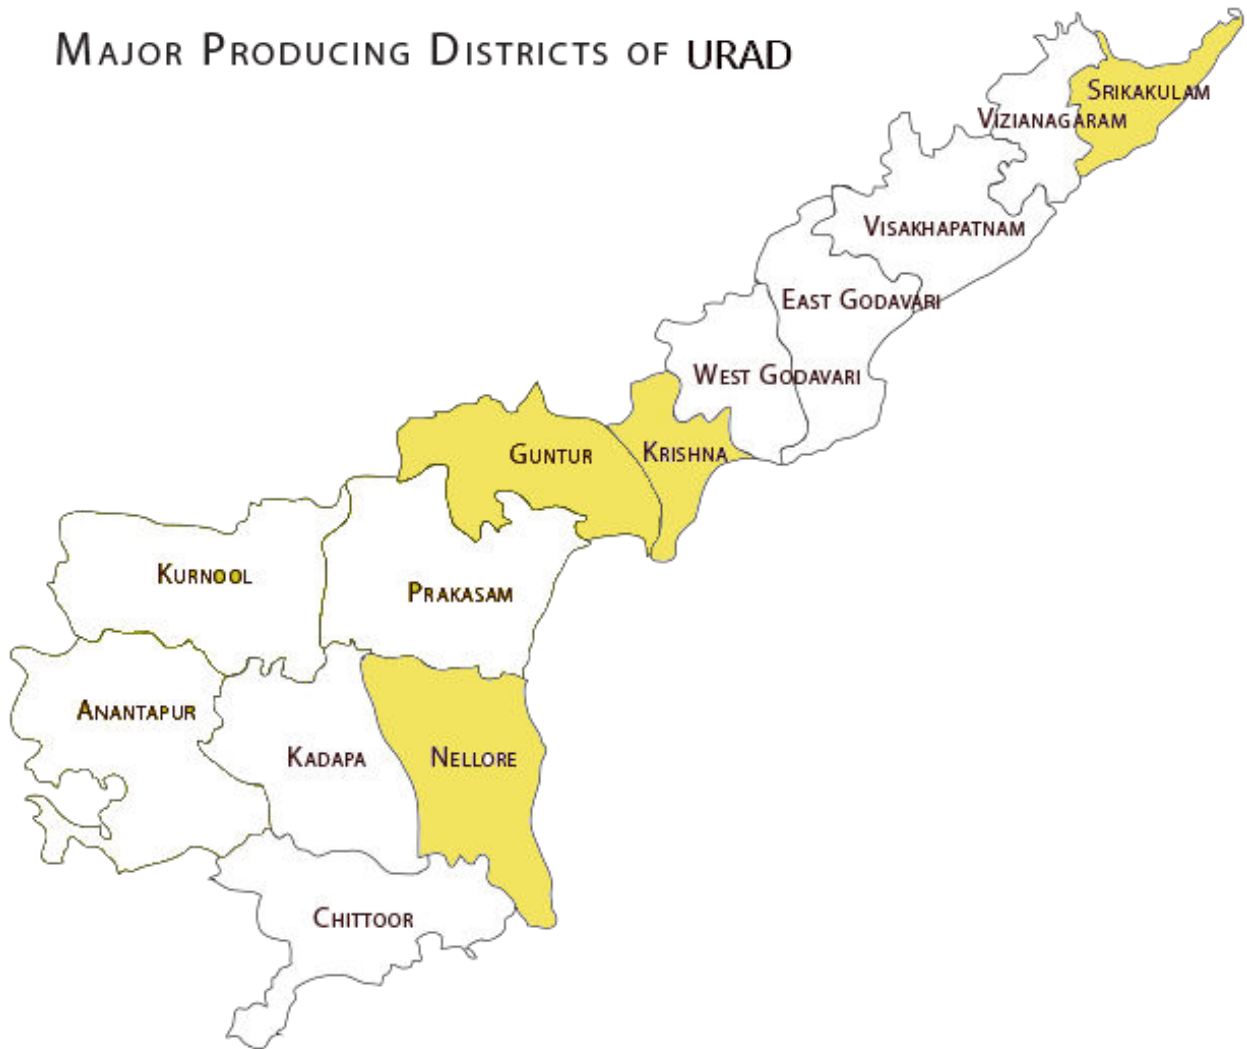 MAJOR PRODUCING DISTRICTS OF URAD
SRIKAKULAM
VIZIANAGARAM
VISAKHAPATNAM
EAST GODAVARI
WEST GODAVARI
GUNTUR
KRISHNA
KURNOOL
PRAKASAM
ANANTAPUR
KADAPA
NELLORE
CHITTOOR